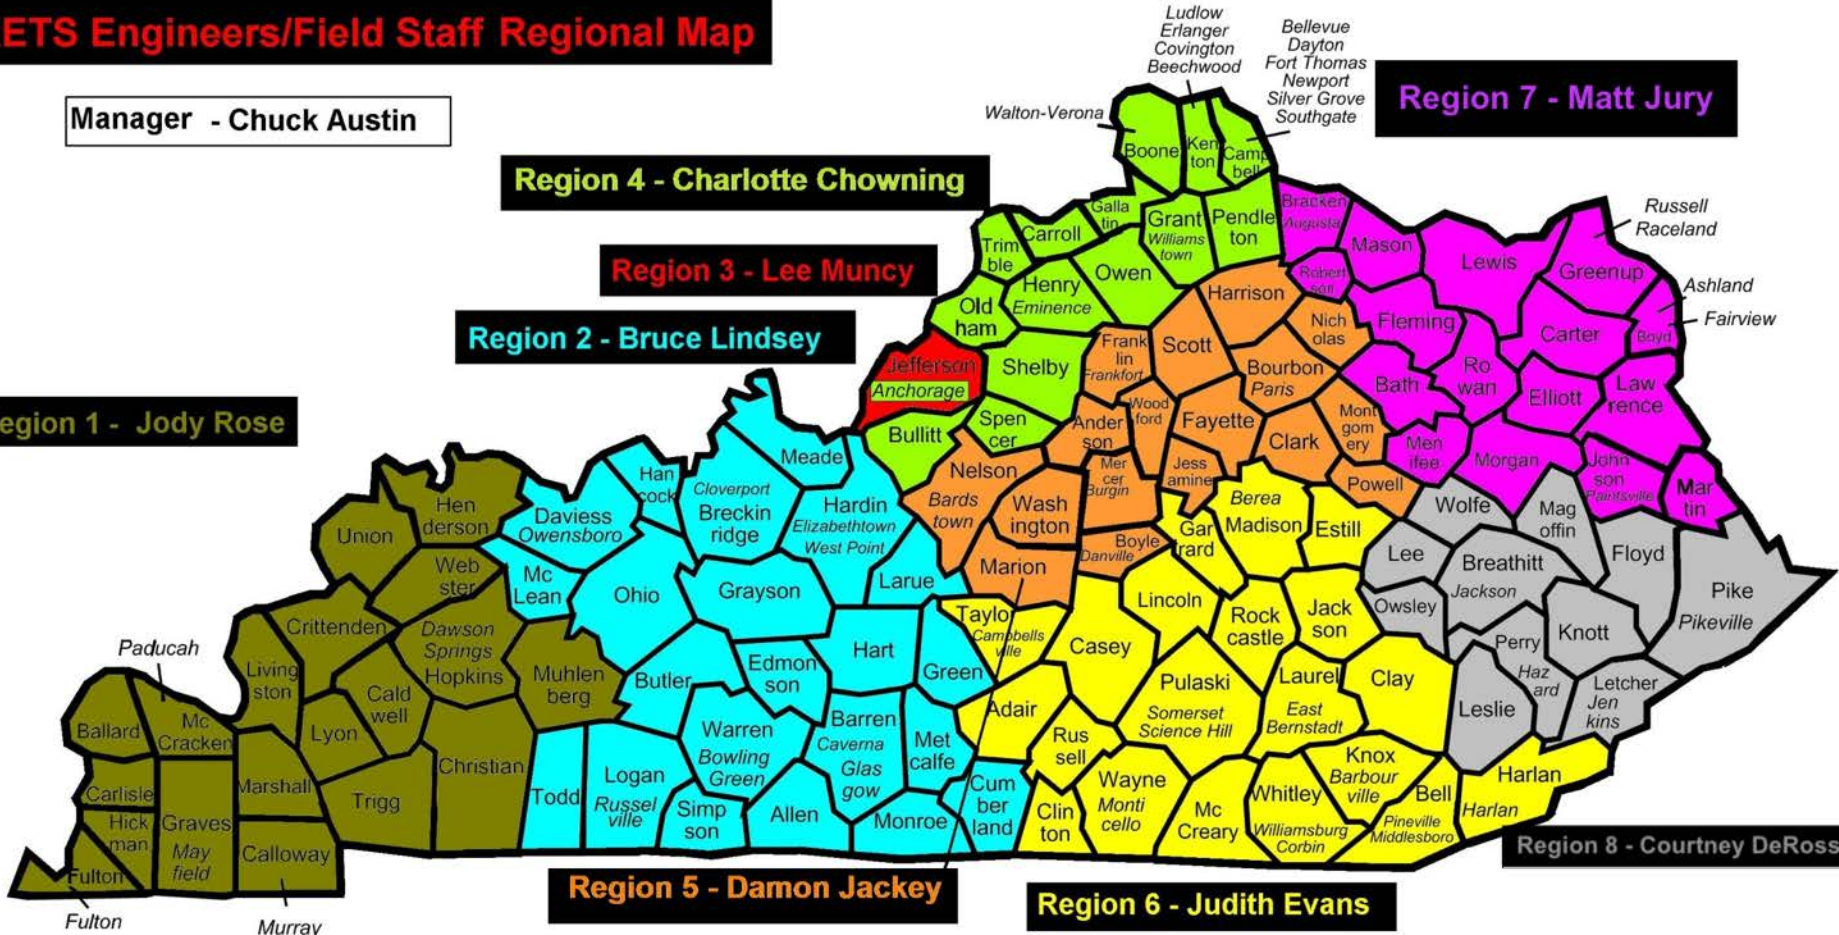 ETS Engineers/Field Staff Regional Map
Manager - Chuck Austin
Ludlow
Erlanger
Covington
Beechwood
Bellevue
Dayton
Fort Thomas
Newport
Silver Grove
Southgate
Region 7 - Matt Jury
Walton-Verona
Region 4 - Charlotte Chowning
Region 3 - Lee Muncy
Region 2 - Bruce Lindsey
egion 1 - Jody Rose
Region 5 - Damon Jackey
Region 6 - Judith Evans
Region 8 - Courtney DeRoss
Russell
Raceland
Ashland
Fairview
Paducah
Fulton
Murray
Boone
Ken
ton
Camp
bell
Galla
tin
Grant
Williams
town
Pendle
ton
Trim
ble
Carroll
Owen
Henry
Eminence
Old
ham
Shelby
Spen
cer
Bullitt
Jefferson
Anchorage
Bracken
Augusta
Mason
Robert
son
Lewis
Greenup
Fleming
Carter
Boyd
Bath
Ro
wan
Elliott
Law
rence
Men
ifee
Morgan
John
son
Paintsville
Mar
tin
Harrison
Nich
olas
Scott
Frank
lin
Frankfort
Bourbon
Paris
Wood
ford
Fayette
Mont
gom
ery
Ander
son
Clark
Powell
Jess
amine
Mer
cer
Burgin
Nelson
Bards
town
Wash
ington
Boyle
Danville
Marion
Berea
Madison
Estill
Gar
rard
Lincoln
Rock
castle
Jack
son
Taylor
Campbells
ville
Casey
Adair
Pulaski
Somerset
Science Hill
Laurel
East
Bernstadt
Clay
Rus
sell
Wayne
Monti
cello
Clin
ton
Mc
Creary
Whitley
Williamsburg
Corbin
Knox
Barbour
ville
Bell
Pineville
Middlesboro
Harlan
Harlan
Wolfe
Mag
offin
Lee
Breathitt
Jackson
Floyd
Pike
Pikeville
Owsley
Perry
Haz
ard
Knott
Letcher
Jen
kins
Leslie
Meade
Han
cock
Cloverport
Breckin
ridge
Hardin
Elizabethtown
West Point
Daviess
Owensboro
Mc
Lean
Ohio
Grayson
Larue
Hart
Green
Edmon
son
Butler
Warren
Bowling
Green
Barren
Caverna
Glas
gow
Met
calfe
Cum
ber
land
Todd
Logan
Russel
ville
Simp
son
Allen
Monroe
Hen
derson
Union
Web
ster
Crittenden
Dawson
Springs
Hopkins
Muhlen
berg
Living
ston
Cald
well
Lyon
Christian
Trigg
Ballard
Mc
Cracken
Carlisle
Marshall
Hick
man
Graves
May
field
Calloway
Fulton